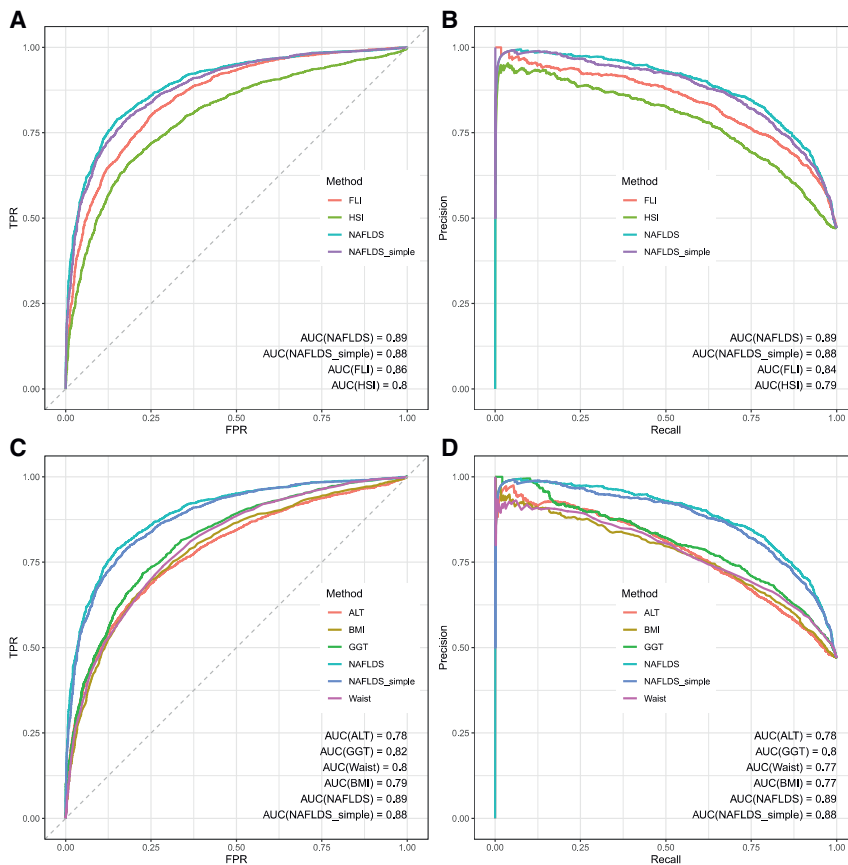 A
1.00
0.75
0.50
0.25
0.00
TPR
Method
FLI
HSI
NAFLDS
NAFLDS_simple
AUC(NAFLDS) = 0.89
AUC(NAFLDS_simple) = 0.88
AUC(FLI) = 0.86
AUC(HSI) = 0.8
0.00 0.25 0.50 0.75 1.00
FPR
B
1.00
0.75
0.50
0.25
0.00
Precision
Method
FLI
HSI
NAFLDS
NAFLDS_simple
AUC(NAFLDS) = 0.89
AUC(NAFLDS_simple) = 0.88
AUC(FLI) = 0.84
AUC(HSI) = 0.79
0.00 0.25 0.50 0.75 1.00
Recall
C
1.00
0.75
0.50
0.25
0.00
TPR
Method
ALT
BMI
GGT
NAFLDS
NAFLDS_simple
Waist
AUC(ALT) = 0.78
AUC(GGT) = 0.82
AUC(Waist) = 0.8
AUC(BMI) = 0.79
AUC(NAFLDS) = 0.89
AUC(NAFLDS_simple) = 0.88
0.00 0.25 0.50 0.75 1.00
FPR
D
1.00
0.75
0.50
0.25
0.00
Precision
Method
ALT
BMI
GGT
NAFLDS
NAFLDS_simple
Waist
AUC(ALT) = 0.78
AUC(GGT) = 0.8
AUC(Waist) = 0.77
AUC(BMI) = 0.77
AUC(NAFLDS) = 0.89
AUC(NAFLDS_simple) = 0.88
0.00 0.25 0.50 0.75 1.00
Recall